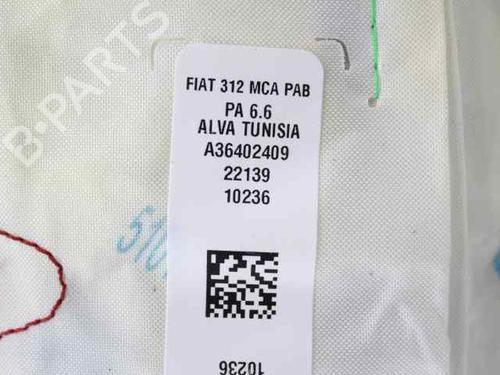 B-PARTS
FIAT 312 MCA PAB
PA 6.6
ALVA TUNISIA
A36402409
22139
10236
10236